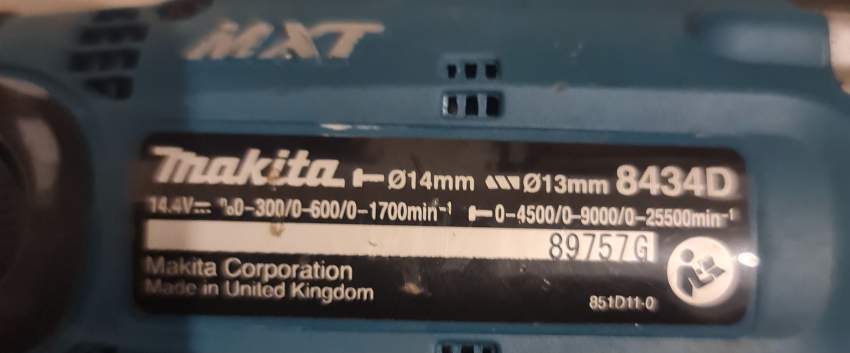 MXT
makita Ø14mm Ø13mm 8434D
14.4V⎓ n₀0-300/0-600/0-1700min⁻¹ 0-4500/0-9000/0-25500min⁻¹
89757G
Makita Corporation
Made in United Kingdom
851D11-0